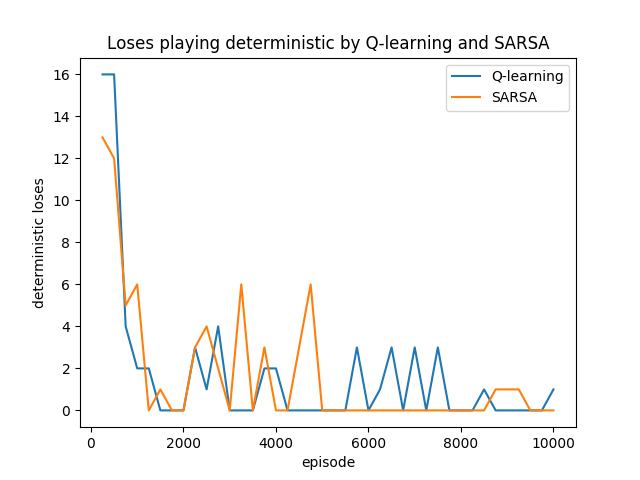 Loses playing deterministic by Q-learning and SARSA
Q-learning
SARSA
deterministic loses
16
14
12
10
8
6
4
2
0
0 2000 4000 6000 8000 10000
episode